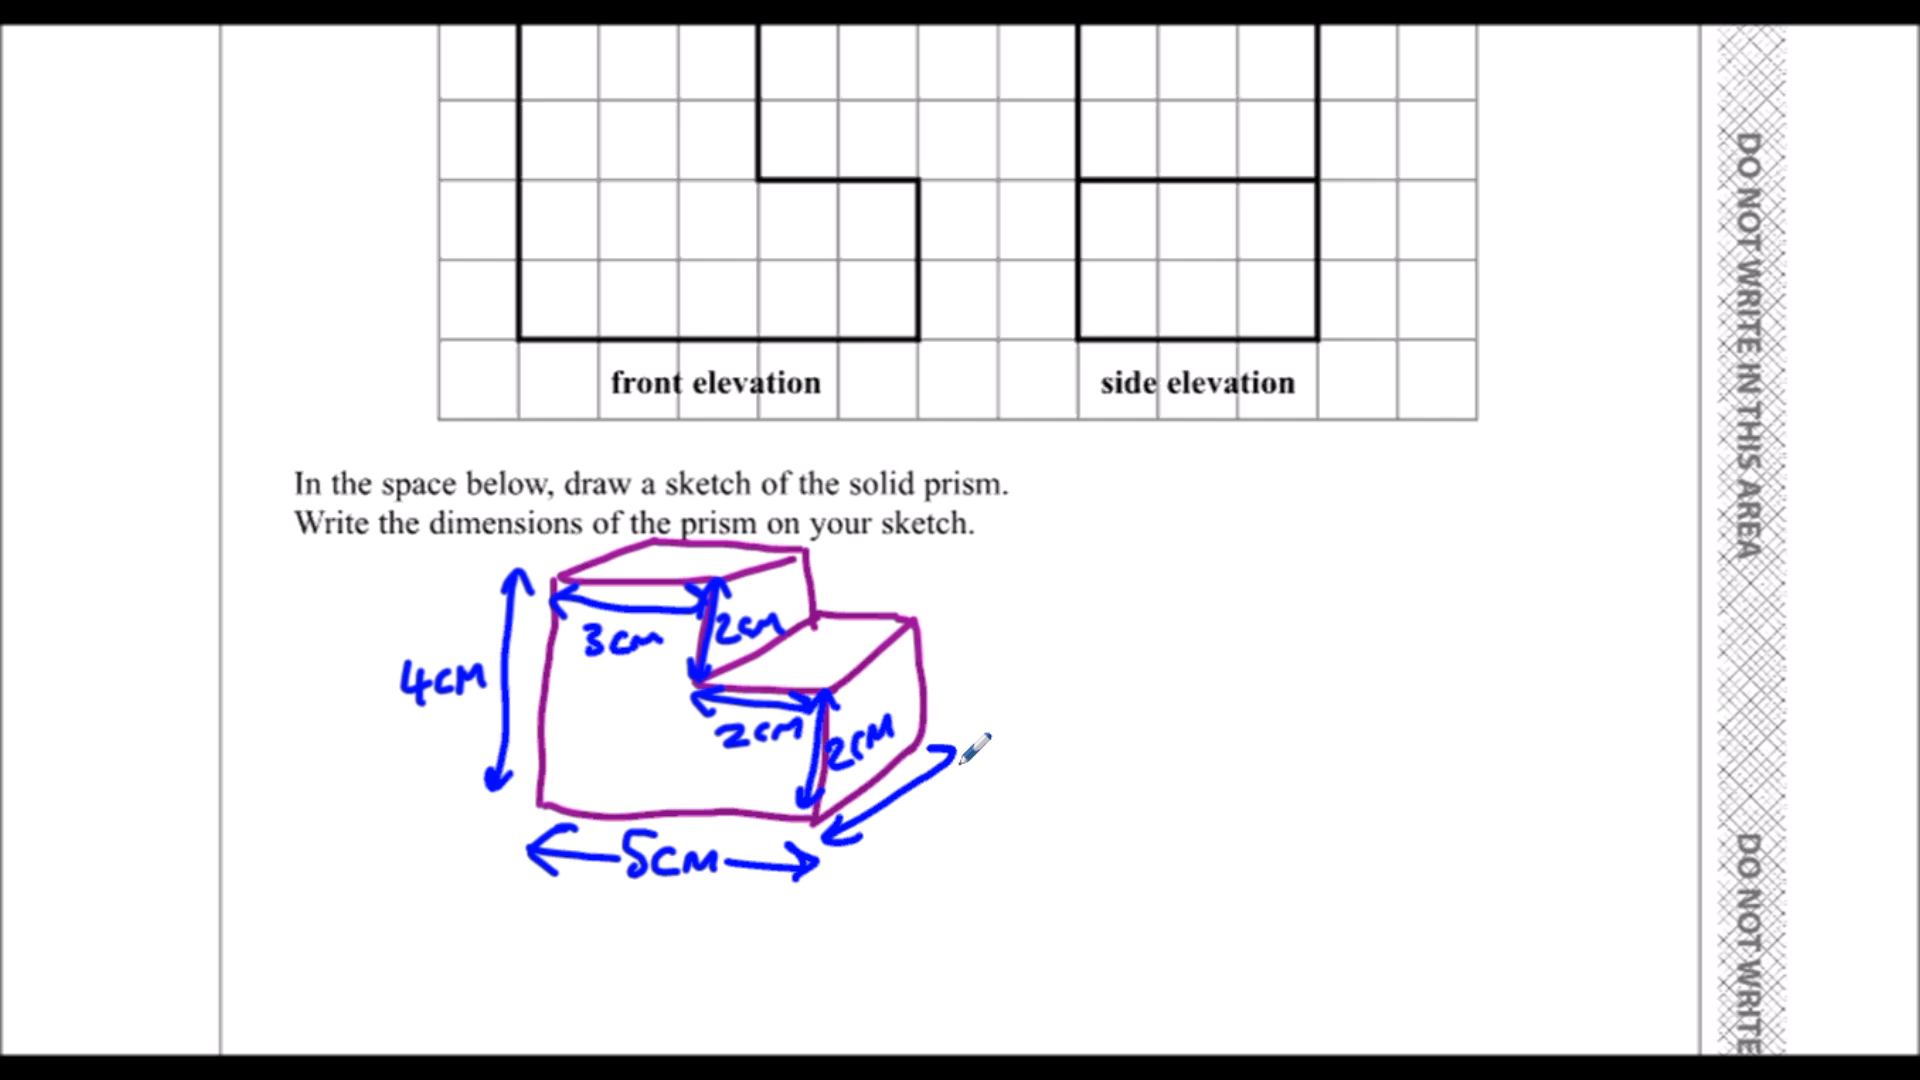 front elevation
side elevation
In the space below, draw a sketch of the solid prism.
Write the dimensions of the prism on your sketch.
3cm
2cm
4cm
2cm
2cm
5cm
DO NOT WRITE IN THIS AREA
DO NOT WRITE